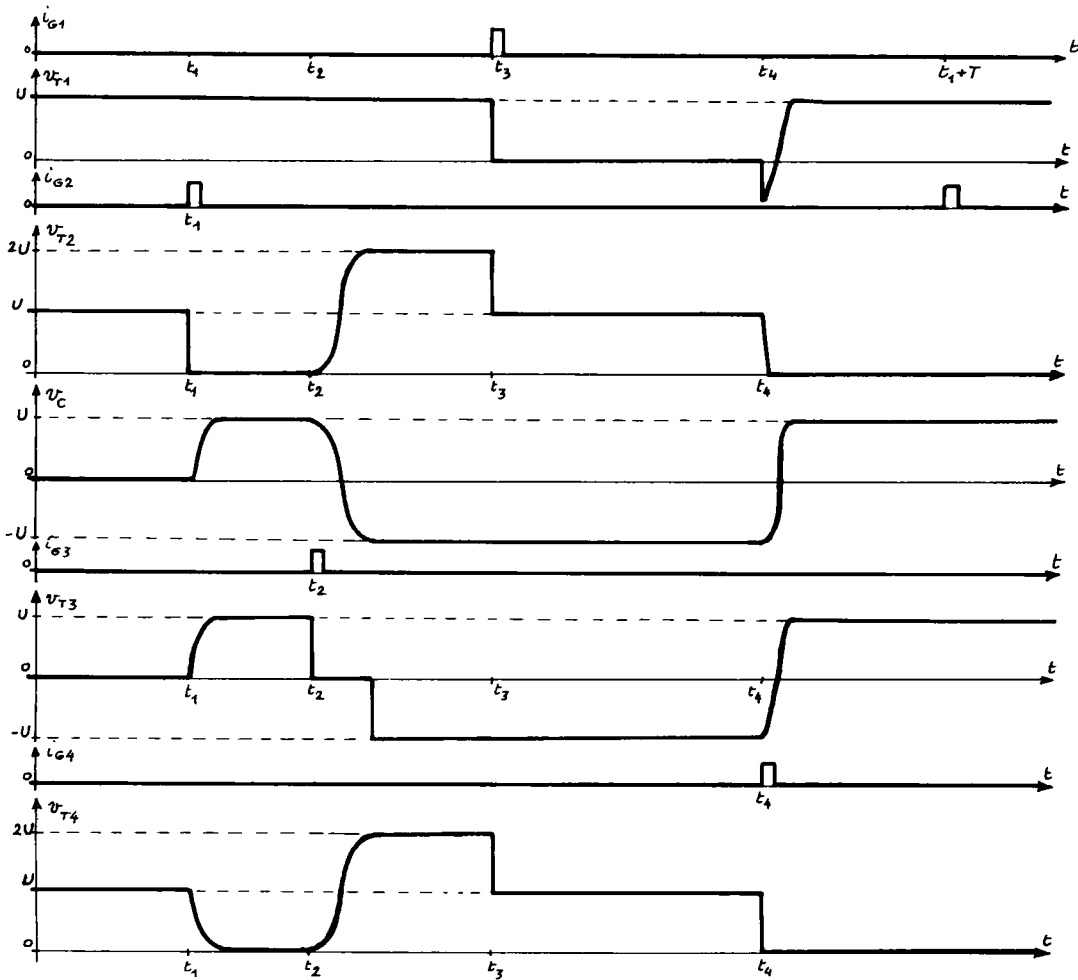 i_G1
0 t_1 t_2 t_3 t_4 t_1+T t
v_T1
U
0 t
i_G2
0 t_1 t
v_T2
2U
U
0 t_1 t_2 t_3 t_4 t
v_C
U
0 t
-U
i_G3
0 t_2 t
v_T3
U
0 t_1 t_2 t_3 t_4 t
-U
i_G4
0 t_4 t
v_T4
2U
U
0 t_1 t_2 t_3 t_4 t